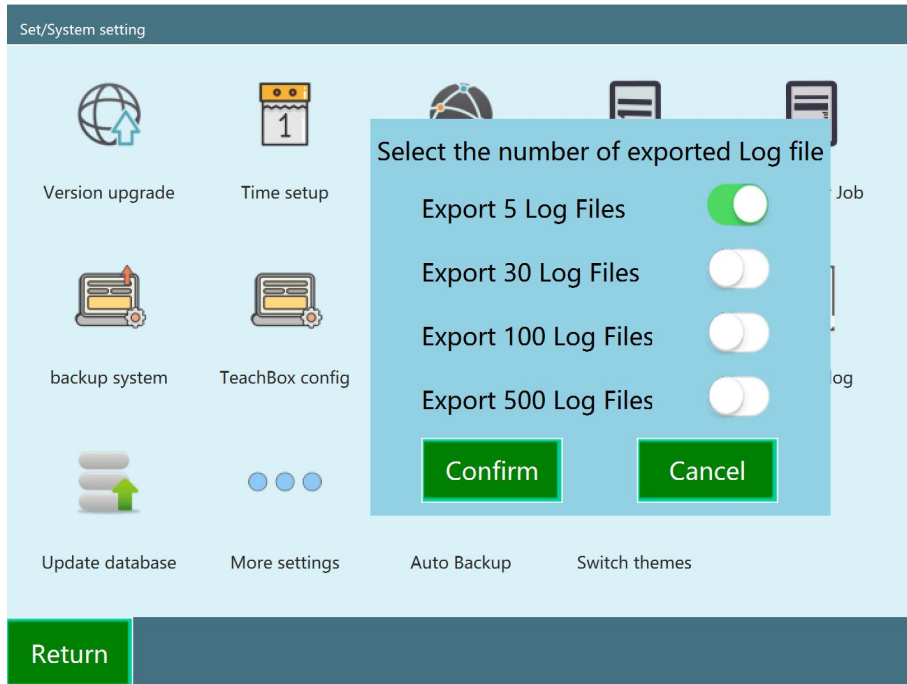 Set/System setting
1
Version upgrade
Time setup
Job
Select the number of exported Log file
Export 5 Log Files
Export 30 Log Files
Export 100 Log Files
Export 500 Log Files
Confirm
Cancel
backup system
TeachBox config
log
Update database
More settings
Auto Backup
Switch themes
Return